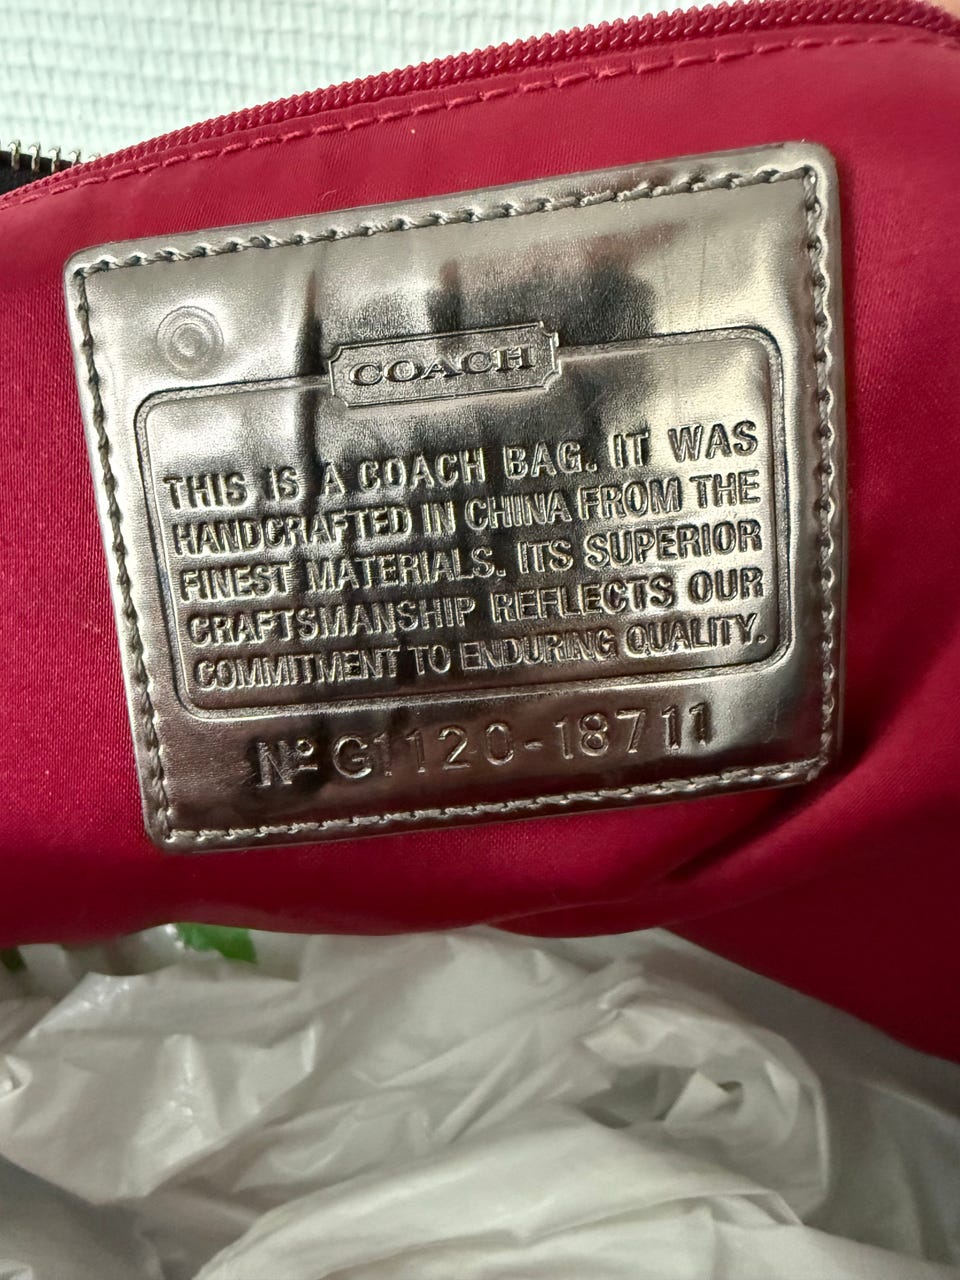 COACH
THIS IS A COACH BAG. IT WAS
HANDCRAFTED IN CHINA FROM THE
FINEST MATERIALS. ITS SUPERIOR
CRAFTSMANSHIP REFLECTS OUR
COMMITMENT TO ENDURING QUALITY.
Nº G1120-18711